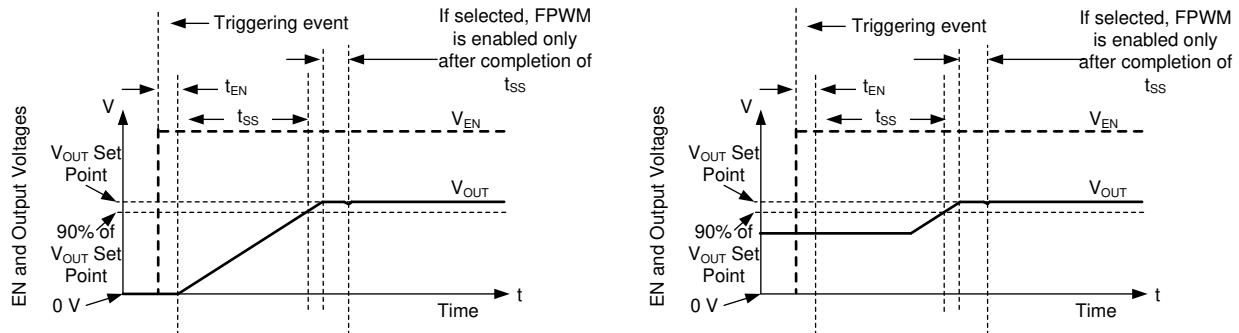 Triggering event
If selected, FPWM
is enabled only
after completion of
tSS
tEN
tSS
V
VEN
VOUT Set
Point
VOUT
90% of
VOUT Set
Point
0 V
t
Time
EN and Output Voltages
Triggering event
If selected, FPWM
is enabled only
after completion of
tSS
tEN
tSS
V
VEN
VOUT Set
Point
VOUT
90% of
VOUT Set
Point
0 V
t
Time
EN and Output Voltages